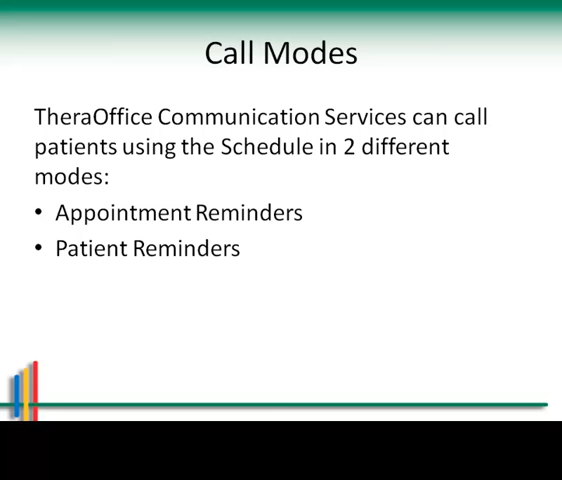 Call Modes
TheraOffice Communication Services can call
patients using the Schedule in 2 different
modes:
• Appointment Reminders
• Patient Reminders